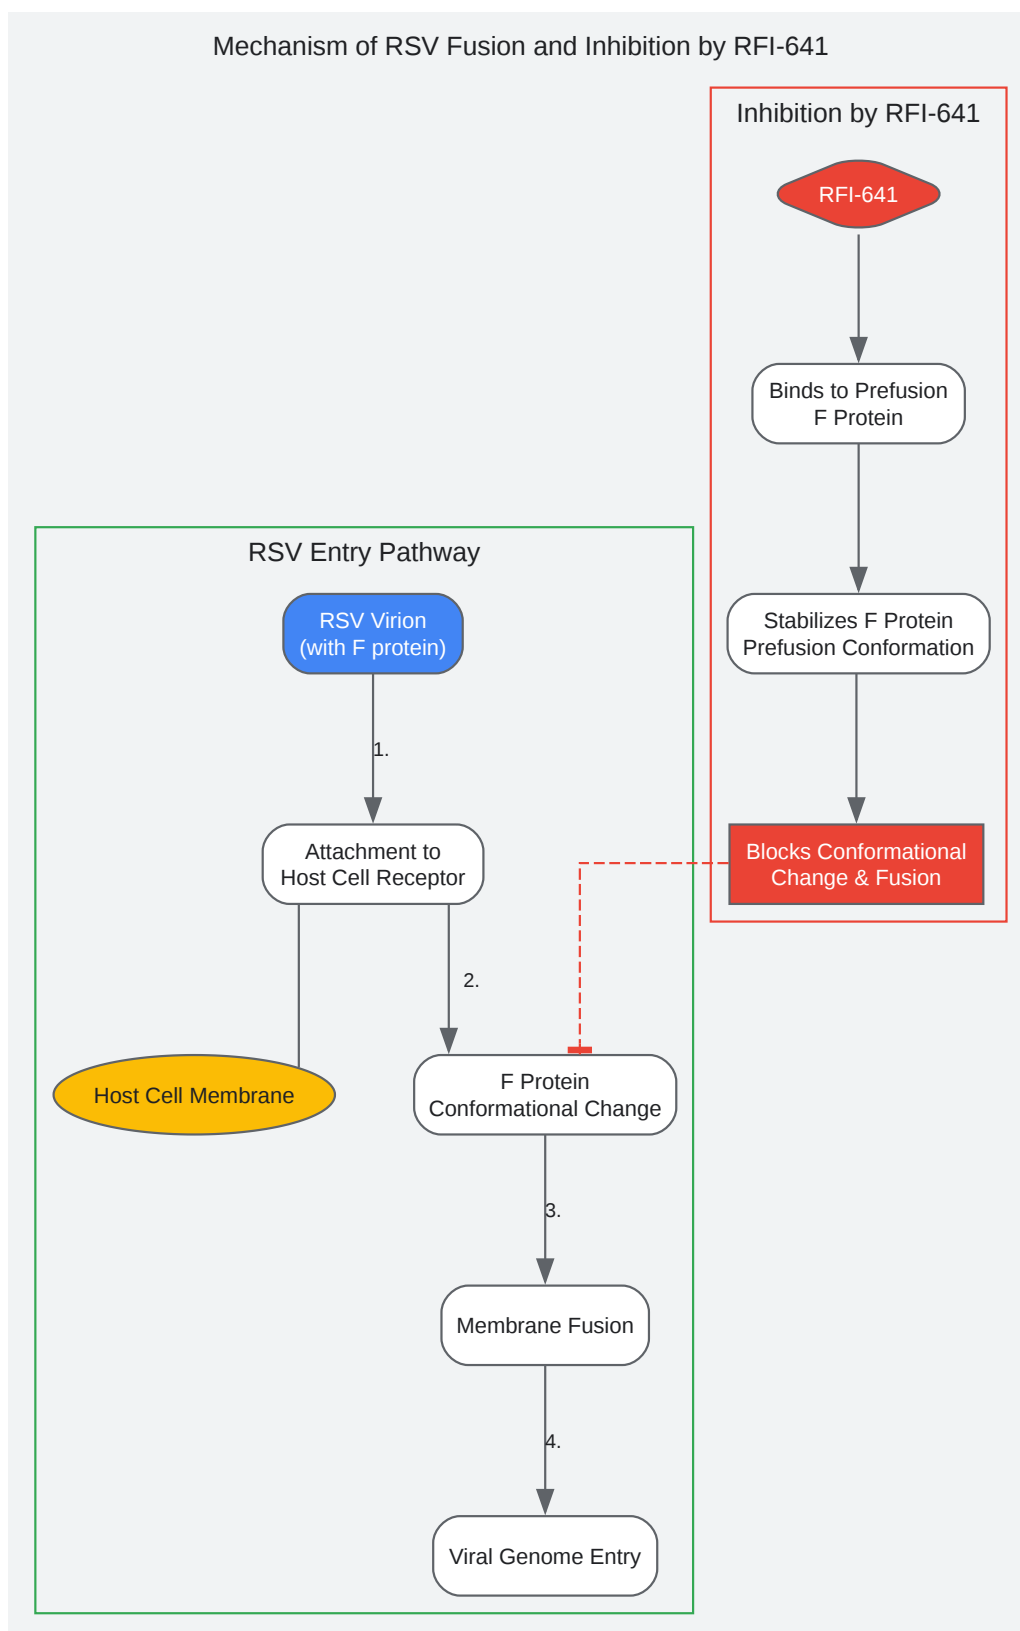 Mechanism of RSV Fusion and Inhibition by RFI-641
Inhibition by RFI-641
RFI-641
Binds to Prefusion
F Protein
Stabilizes F Protein
Prefusion Conformation
Blocks Conformational
Change & Fusion
RSV Entry Pathway
RSV Virion
(with F protein)
1.
Attachment to
Host Cell Receptor
2.
Host Cell Membrane
F Protein
Conformational Change
3.
Membrane Fusion
4.
Viral Genome Entry